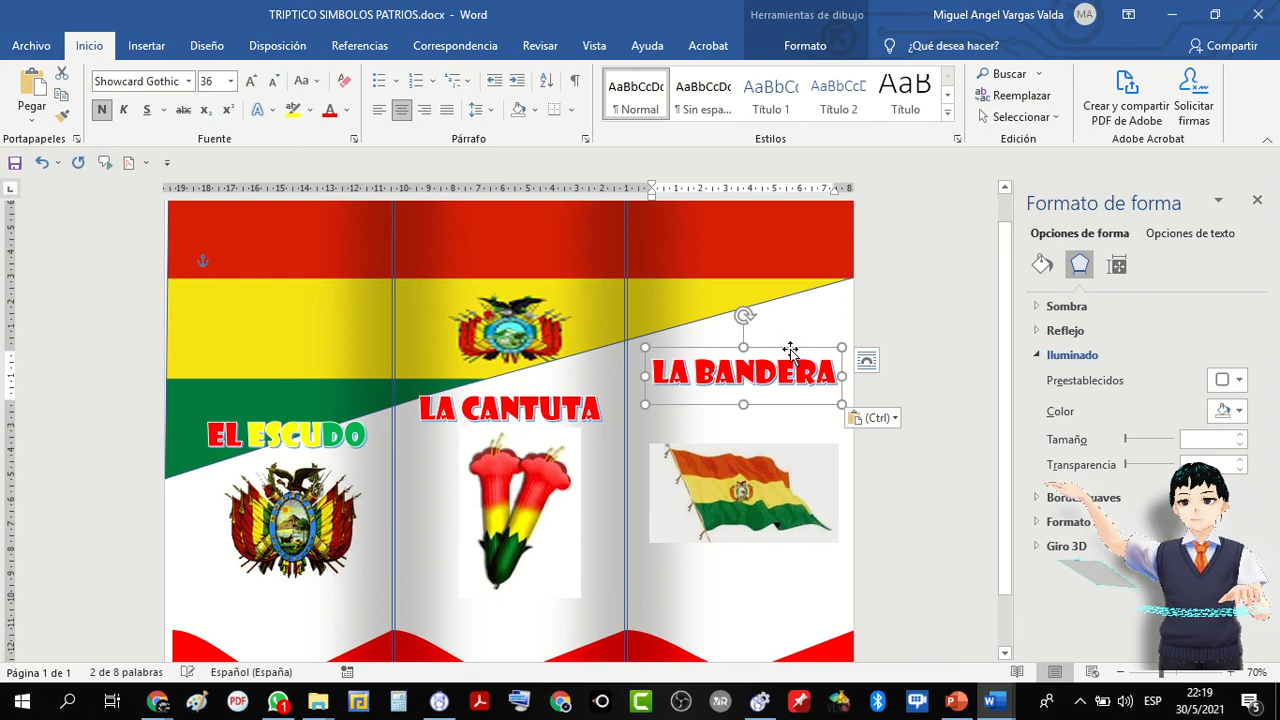 TRIPTICO SIMBOLOS PATRIOS.docx - Word
Herramientas de dibujo
Miguel Angel Vargas Valda
MA
Archivo
Inicio
Insertar
Diseño
Disposición
Referencias
Correspondencia
Revisar
Vista
Ayuda
Acrobat
Formato
¿Qué desea hacer?
Compartir
Pegar
Portapapeles
Showcard Gothic
36
Fuente
Párrafo
AaBbCcDc
¶ Normal
AaBbCcDc
¶ Sin espa...
AaBbCcC
Título 1
AaBbCcD
Título 2
AaB
Título
Estilos
Buscar
Reemplazar
Seleccionar
Edición
Crear y compartir
PDF de Adobe
Solicitar
firmas
Adobe Acrobat
Formato de forma
Opciones de forma
Opciones de texto
Sombra
Reflejo
Iluminado
Preestablecidos
Color
Tamaño
Transparencia
Formato
Giro 3D
LA BANDERA
(Ctrl)
LA CANTUTA
EL ESCUDO
Página 1 de 1
2 de 8 palabras
Español (España)
70%
ESP
22:19
30/5/2021